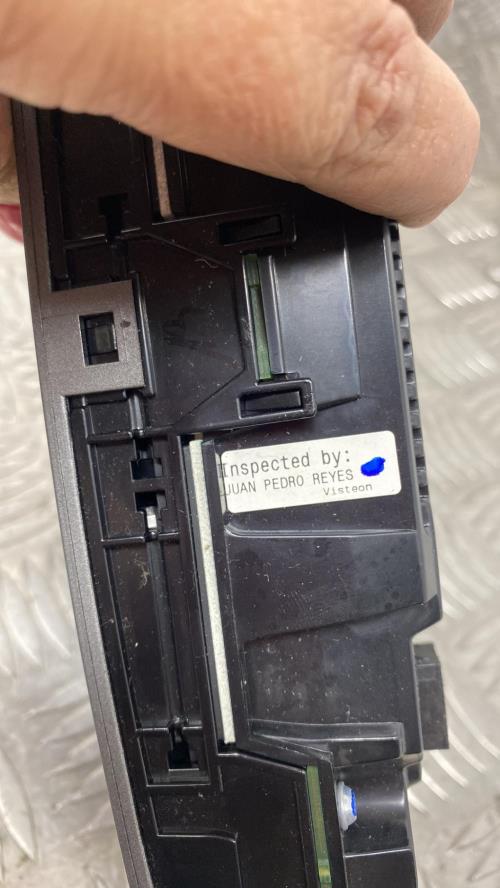 Inspected by:
JUAN PEDRO REYES
Visteon